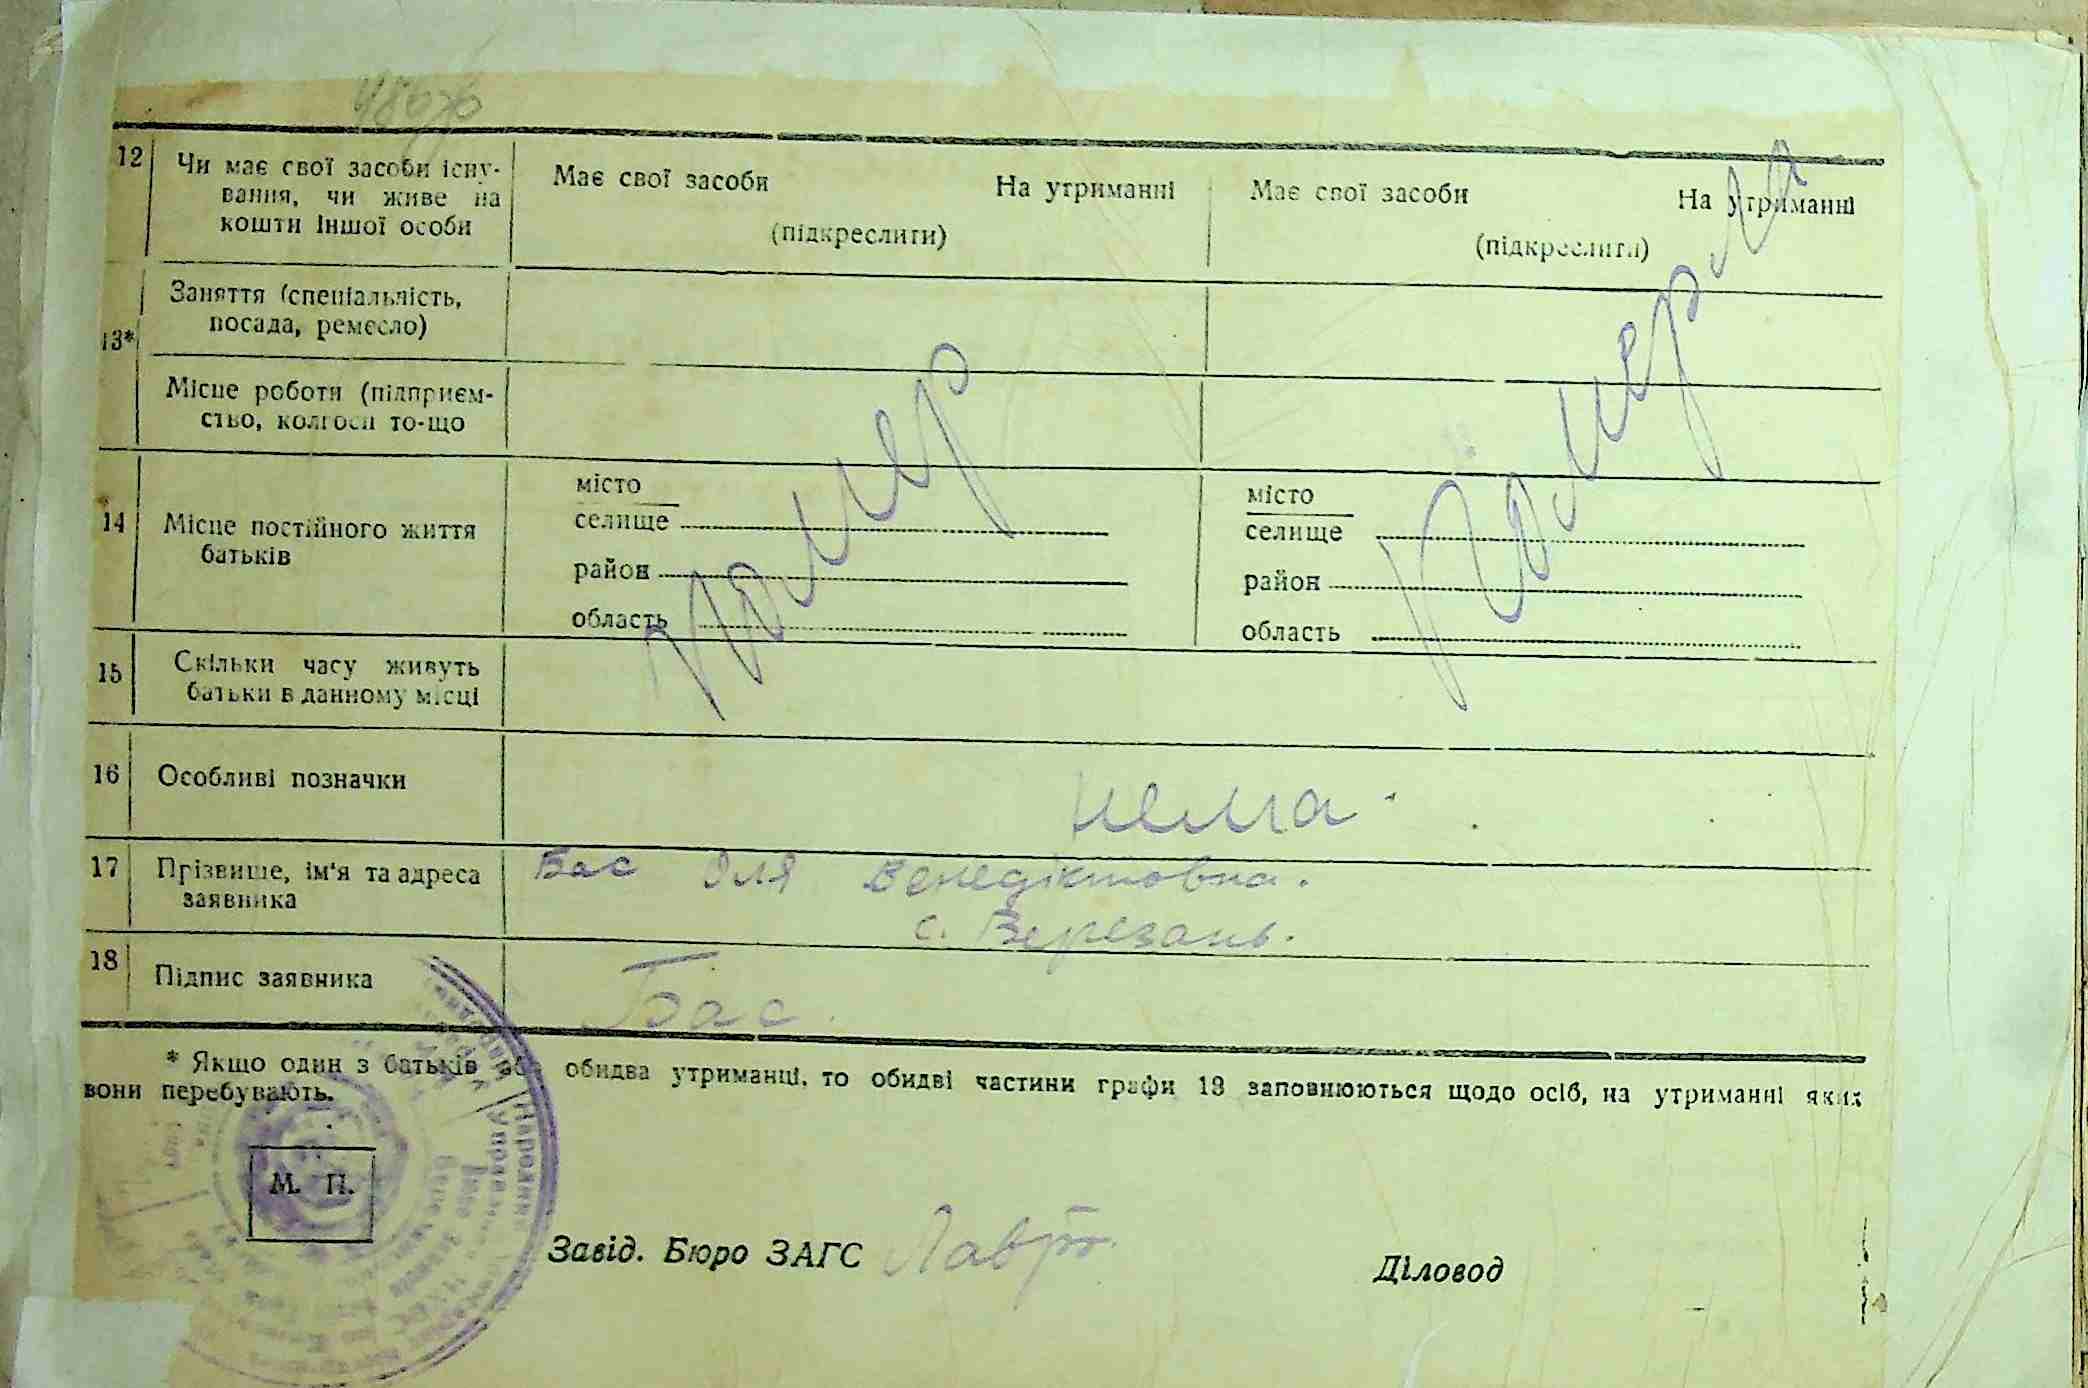 12 Чи має свої засоби існу-
вання, чи живе на
кошти іншої особи
Має свої засоби На утриманні
(підкреслити)
Має свої засоби На утриманні
(підкреслити)
13* Заняття (спеціальність,
посада, ремесло)
Місце роботи (підприєм-
ство, колгосп то-що
помер
Померла
14 Місце постійного життя
батьків
місто
селище
район
область
місто
селище
район
область
15 Скільки часу живуть
батьки в данному місці
16 Особливі позначки
нема.
17 Прізвище, ім'я та адреса
заявника
Бас Іля Венедіктовна.
с. Березань.
18 Підпис заявника
Бас.
* Якщо один з батьків або обидва утриманці, то обидві частини графи 13 заповнюються щодо осіб, на утриманні яких
вони перебувають.
М. П.
Завід. Бюро ЗАГС
Діловод